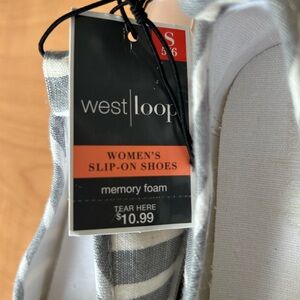 S
5/6
west loop
WOMEN'S
SLIP-ON SHOES
memory foam
TEAR HERE
$10.99